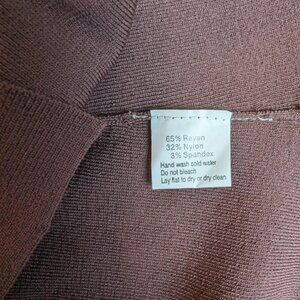 65% Revon
32% Nylon
3% Spandex
Hand wash cold water
Do not bleach
Lay flat to dry or dry clean